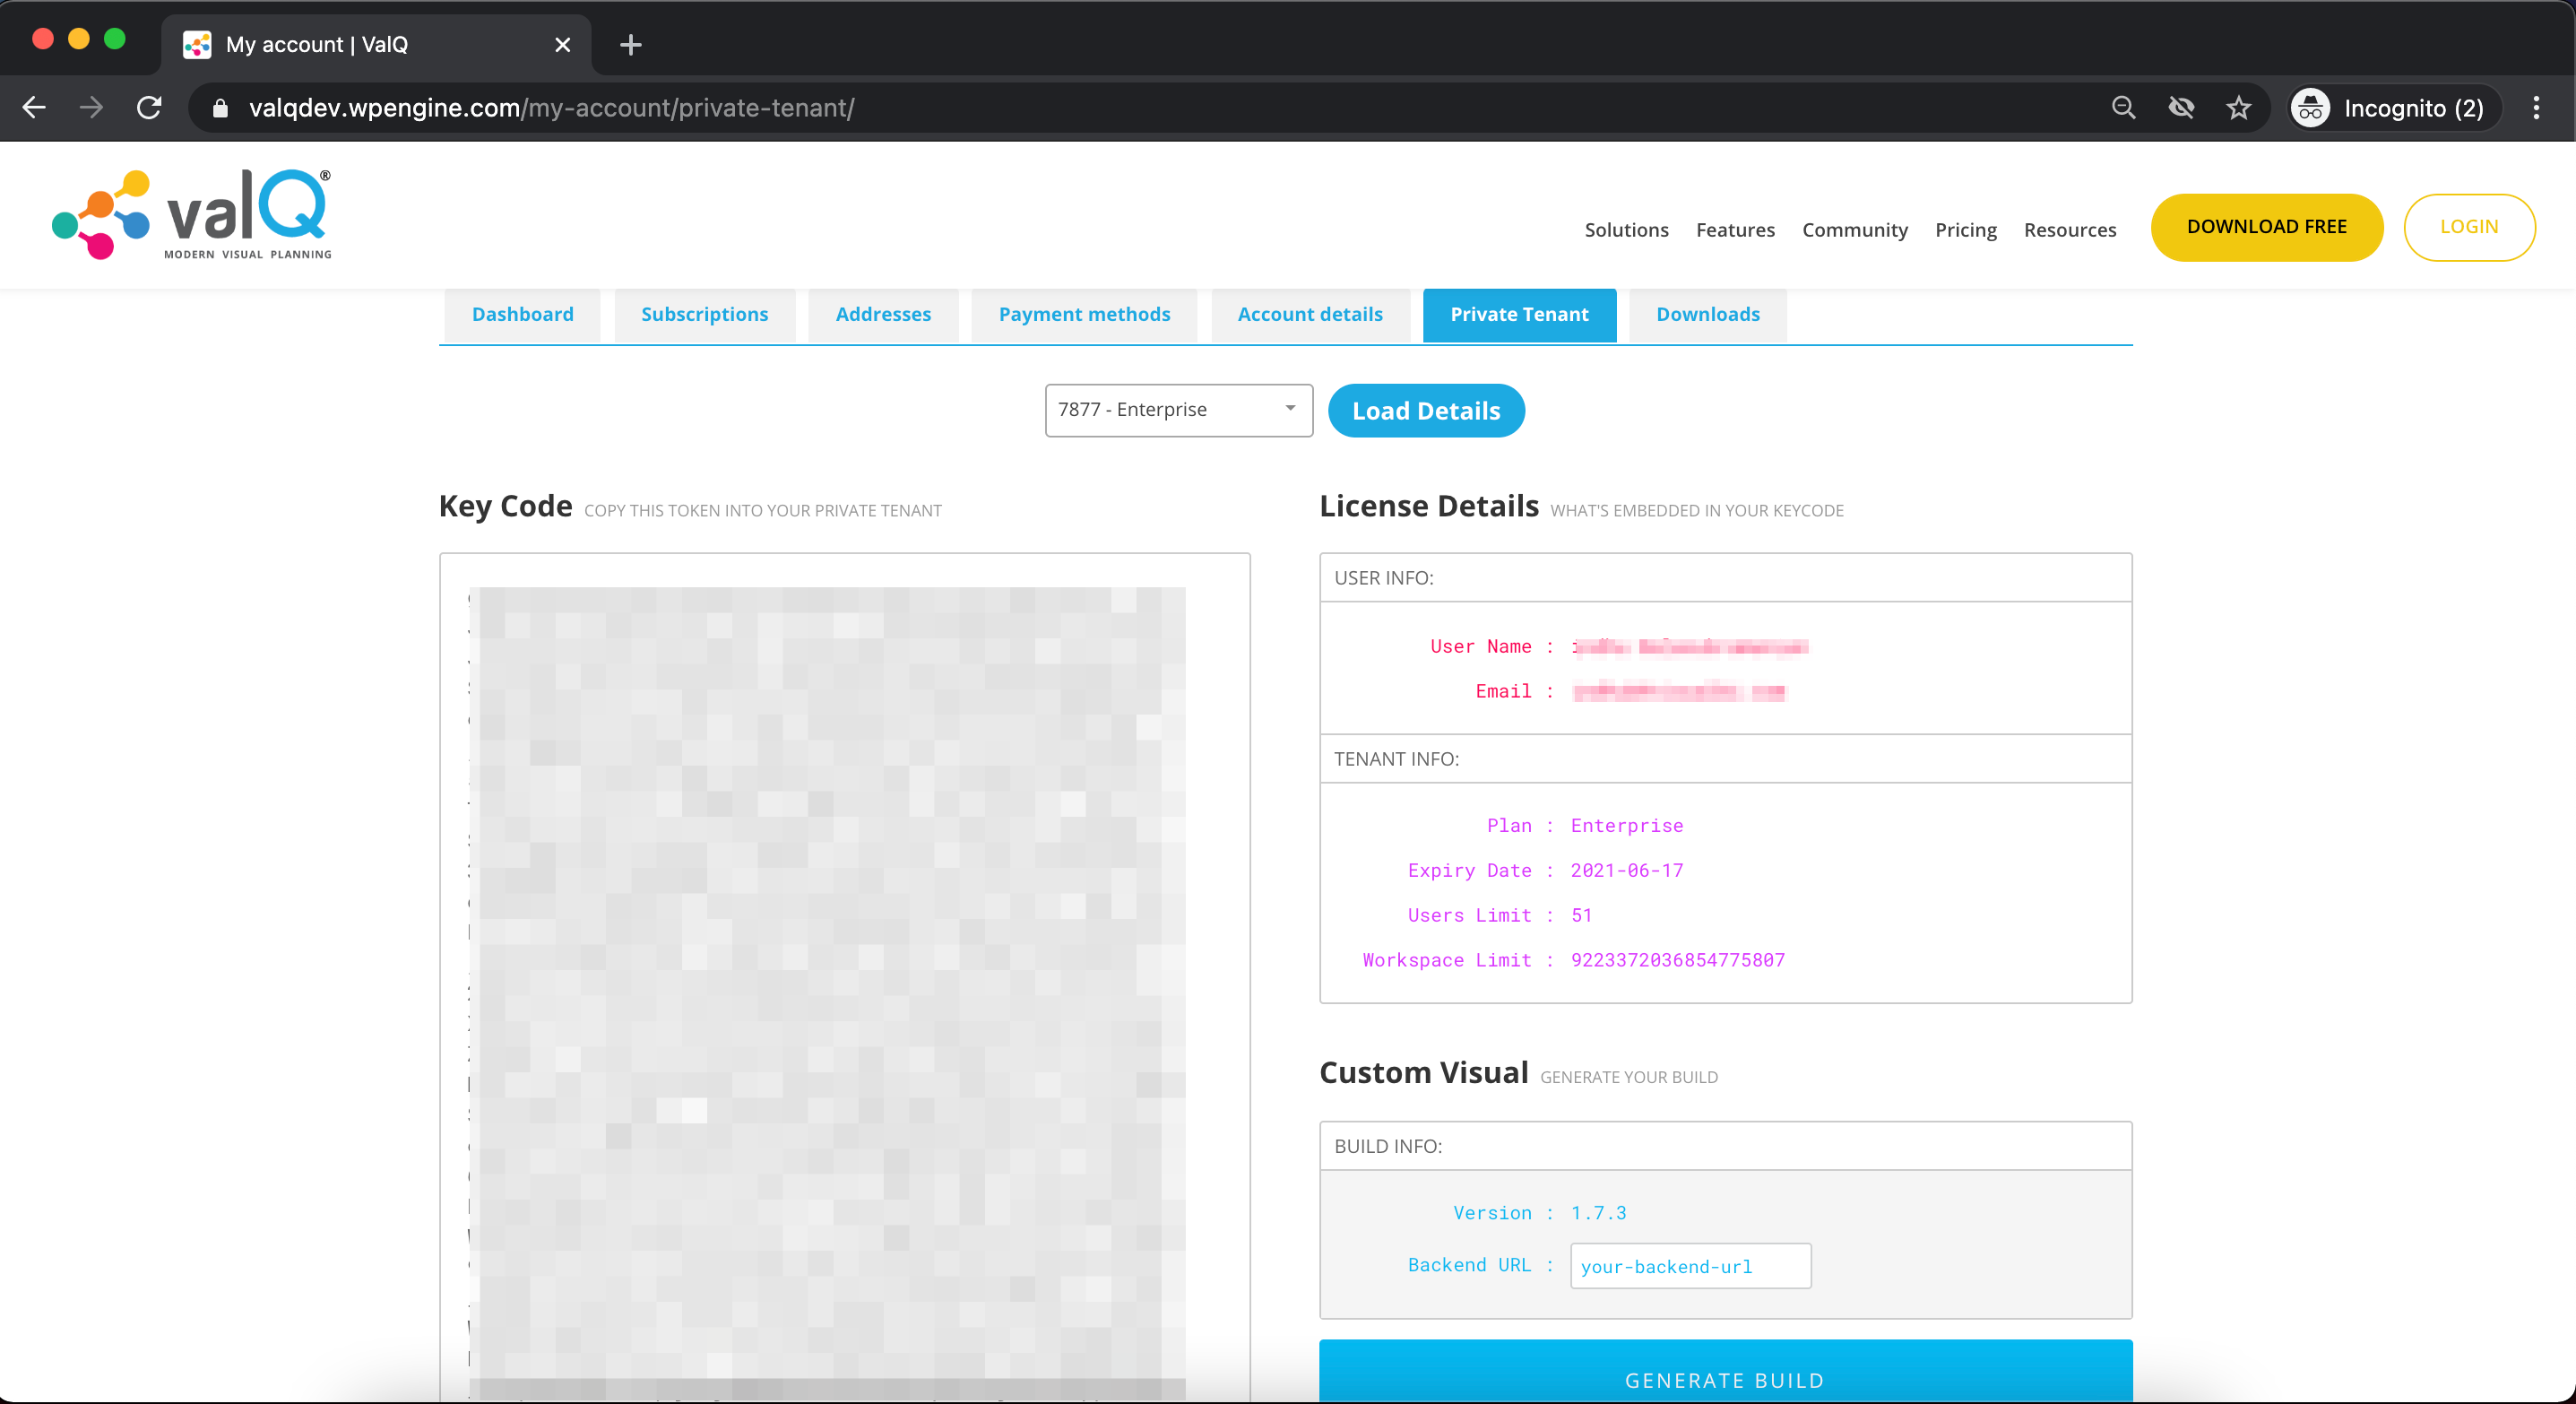 My account | ValQ
valqdev.wpengine.com/my-account/private-tenant/
Incognito (2)
valQ®
MODERN VISUAL PLANNING
Solutions Features Community Pricing Resources DOWNLOAD FREE LOGIN
Dashboard Subscriptions Addresses Payment methods Account details Private Tenant Downloads
7877 - Enterprise Load Details
Key Code COPY THIS TOKEN INTO YOUR PRIVATE TENANT
License Details WHAT'S EMBEDDED IN YOUR KEYCODE
USER INFO:
User Name :
Email :
TENANT INFO:
Plan : Enterprise
Expiry Date : 2021-06-17
Users Limit : 51
Workspace Limit : 9223372036854775807
Custom Visual GENERATE YOUR BUILD
BUILD INFO:
Version : 1.7.3
Backend URL : your-backend-url
GENERATE BUILD